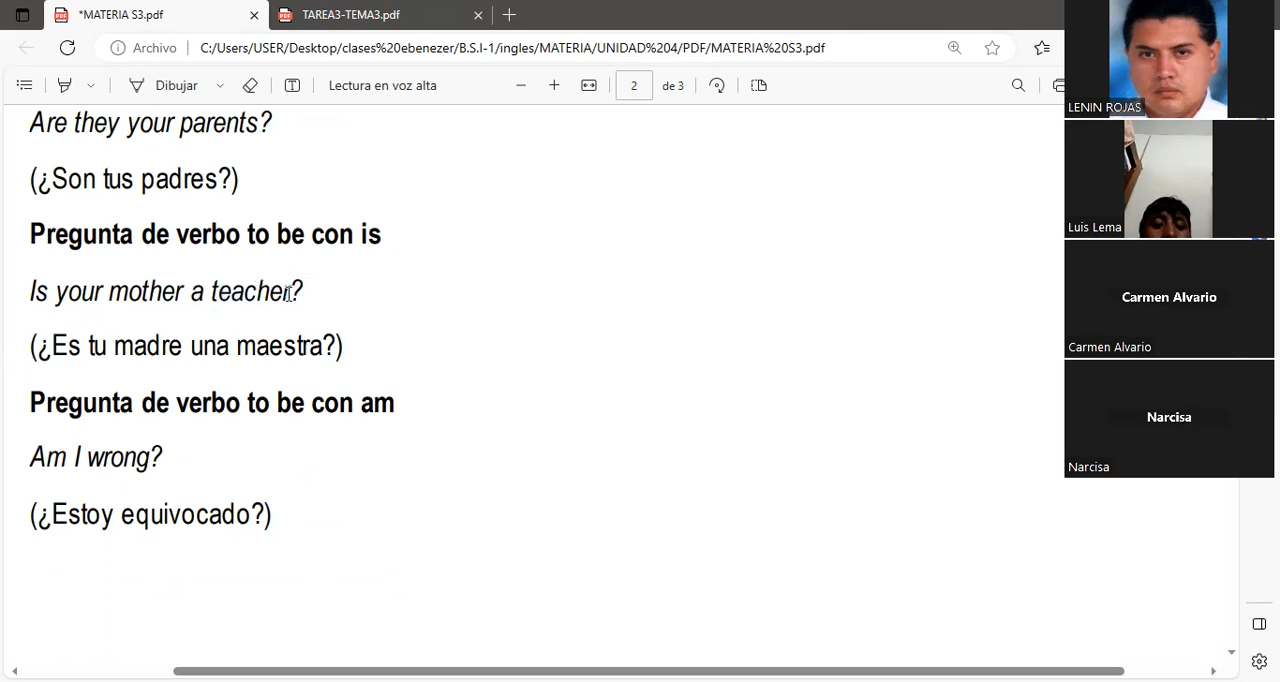 *MATERIA S3.pdf
TAREA3-TEMA3.pdf
Archivo
C:/Users/USER/Desktop/clases%20ebenezer/B.S.I-1/ingles/MATERIA/UNIDAD%204/PDF/MATERIA%20S3.pdf
Dibujar
Lectura en voz alta
2
de 3
Are they your parents?
(¿Son tus padres?)
Pregunta de verbo to be con is
Is your mother a teacher?
(¿Es tu madre una maestra?)
Pregunta de verbo to be con am
Am I wrong?
(¿Estoy equivocado?)
LENIN ROJAS
Luis Lema
Carmen Alvario
Carmen Alvario
Narcisa
Narcisa